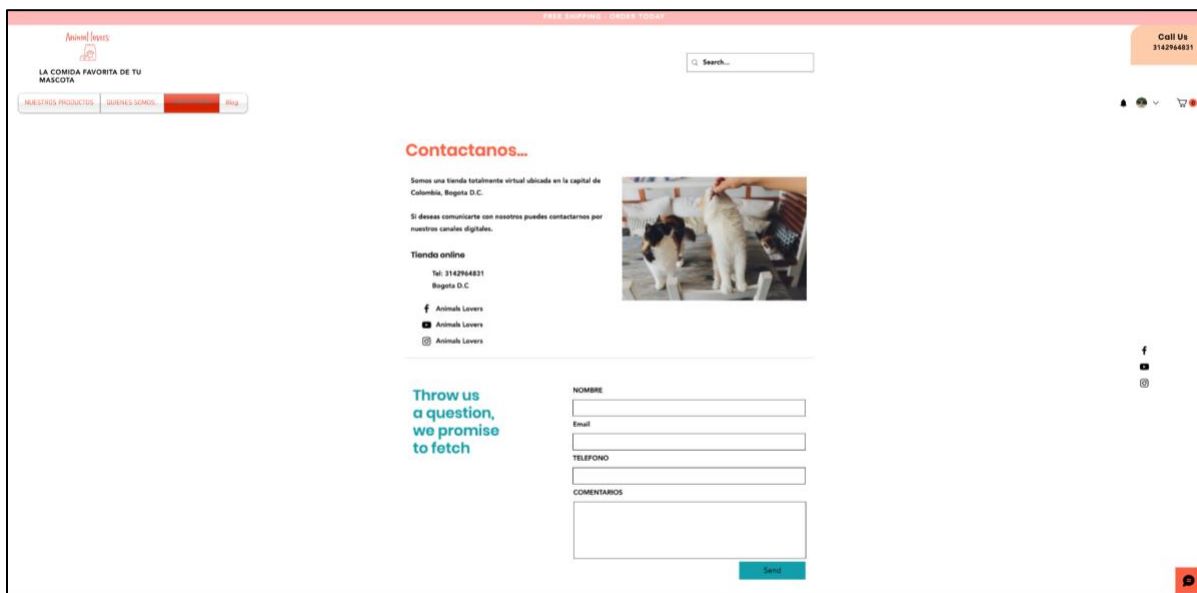 FREE SHIPPING - ORDER TODAY
Animal lovers
LA COMIDA FAVORITA DE TU
MASCOTA
Search...
Call Us
3142964831
NUESTROS PRODUCTOS
QUIENES SOMOS
Blog
0
Contactanos...
Somos una tienda totalmente virtual ubicada en la capital de
Colombia, Bogota D.C.
Si deseas comunicarte con nosotros puedes contactarnos por
nuestros canales digitales.
Tienda online
Tel: 3142964831
Bogota D.C
Animals Lovers
Animals Lovers
Animals Lovers
Throw us
a question,
we promise
to fetch
NOMBRE
Email
TELEFONO
COMENTARIOS
Send